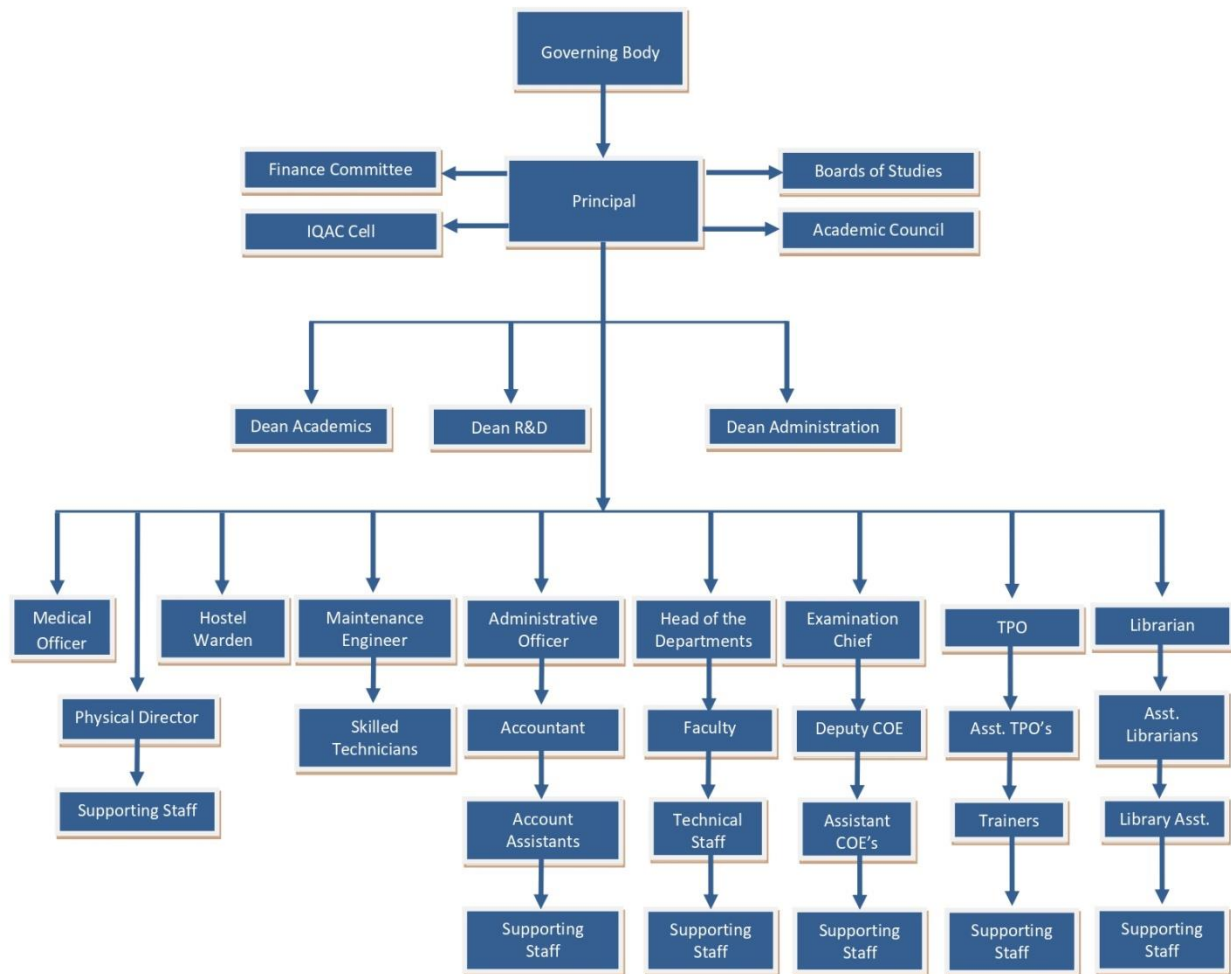 Governing Body
Finance Committee
Principal
Boards of Studies
IQAC Cell
Academic Council
Dean Academics
Dean R&D
Dean Administration
Medical
Officer
Hostel
Warden
Maintenance
Engineer
Administrative
Officer
Head of the
Departments
Examination
Chief
TPO
Librarian
Physical Director
Skilled
Technicians
Accountant
Faculty
Deputy COE
Asst. TPO’s
Asst.
Librarians
Supporting Staff
Account
Assistants
Technical
Staff
Assistant
COE’s
Trainers
Library Asst.
Supporting
Staff
Supporting
Staff
Supporting
Staff
Supporting
Staff
Supporting
Staff